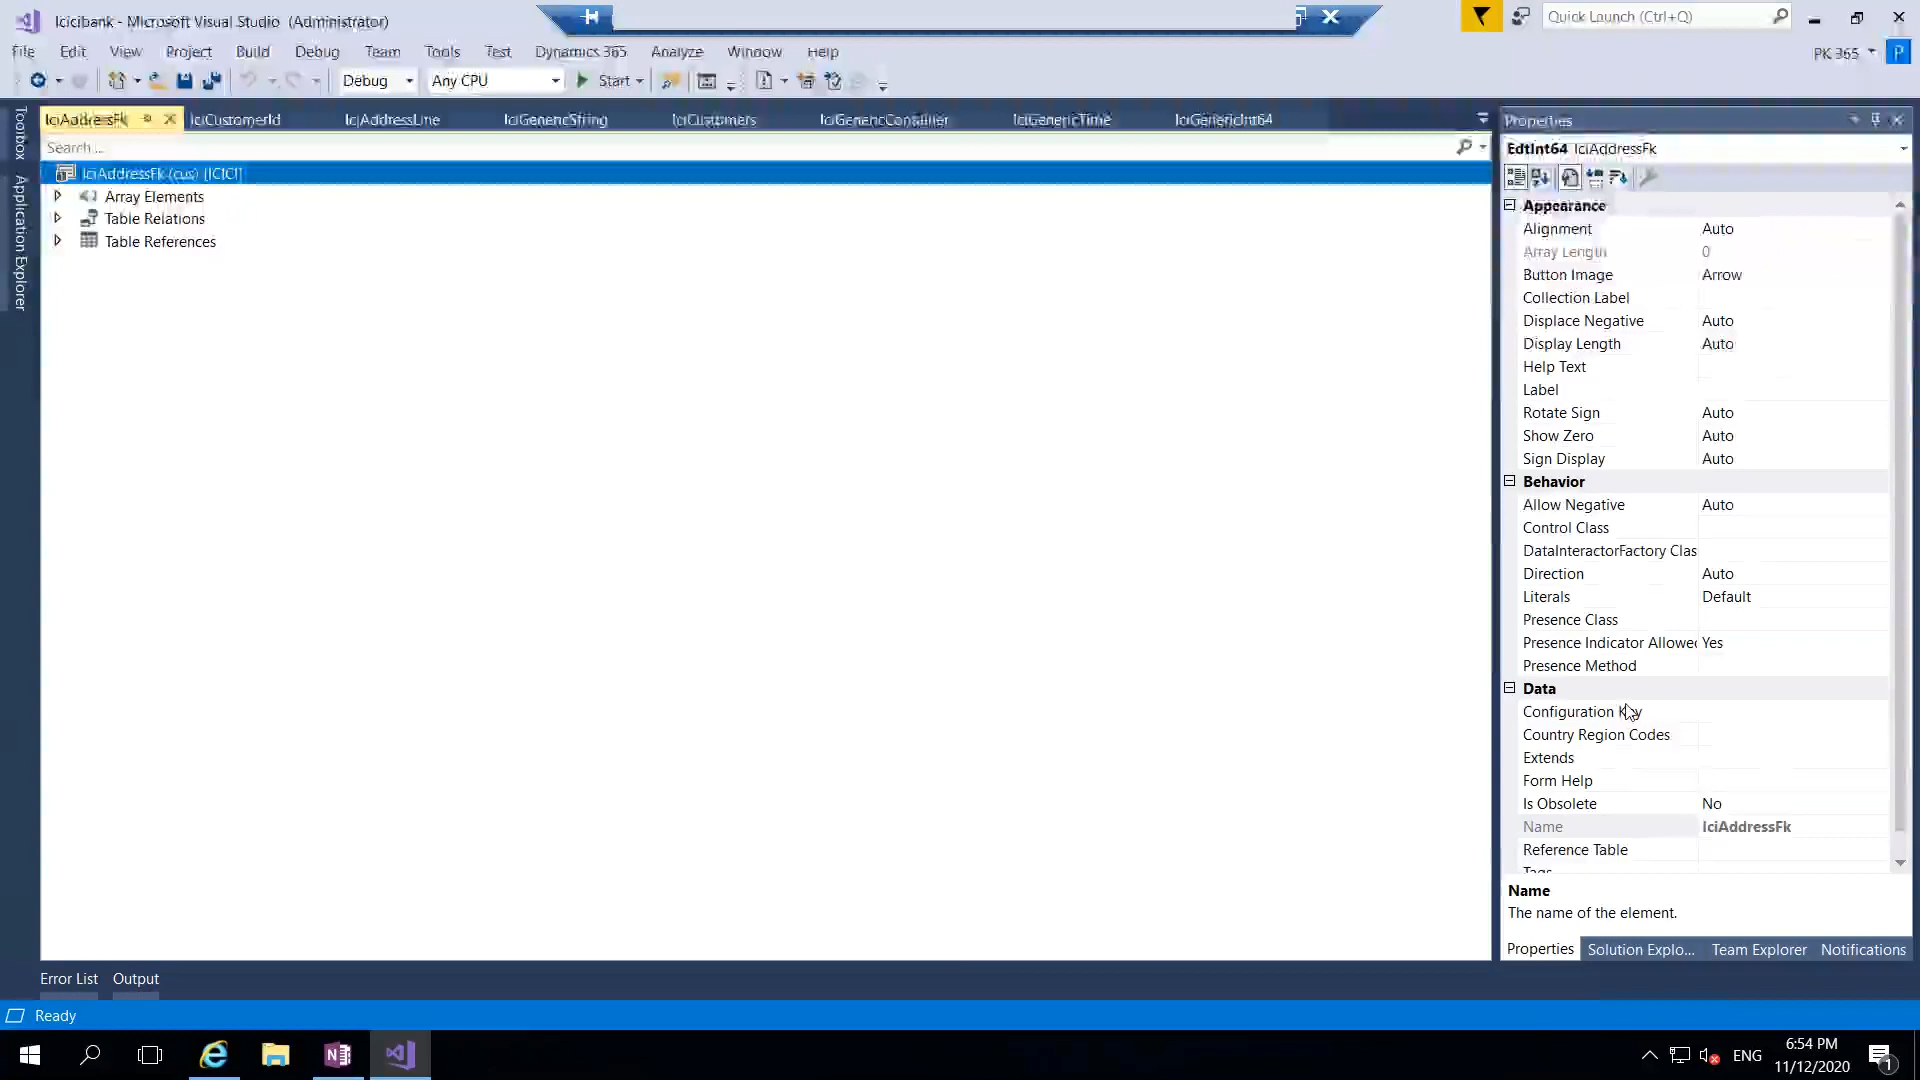 Icicibank - Microsoft Visual Studio (Administrator)
Quick Launch (Ctrl+Q)
File Edit View Project Build Debug Team Tools Test Dynamics 365 Analyze Window Help
PK 365 P
Debug Any CPU Start
IciAddressFk IciCustomerId IciAddressLine IciGenericString IciCustomers IciGenericContainer IciGenericTime IciGenericInt64
Toolbox
Application Explorer
Search ...
IciAddressFk (cus) [ICICI]
Array Elements
Table Relations
Table References
Properties
EdtInt64 IciAddressFk
Appearance
Alignment Auto
Array Length 0
Button Image Arrow
Collection Label
Displace Negative Auto
Display Length Auto
Help Text
Label
Rotate Sign Auto
Show Zero Auto
Sign Display Auto
Behavior
Allow Negative Auto
Control Class
DataInteractorFactory Clas
Direction Auto
Literals Default
Presence Class
Presence Indicator Allowed Yes
Presence Method
Data
Configuration Key
Country Region Codes
Extends
Form Help
Is Obsolete No
Name IciAddressFk
Reference Table
Tags
Name
The name of the element.
Properties Solution Explo... Team Explorer Notifications
Error List Output
Ready
ENG
6:54 PM
11/12/2020
1